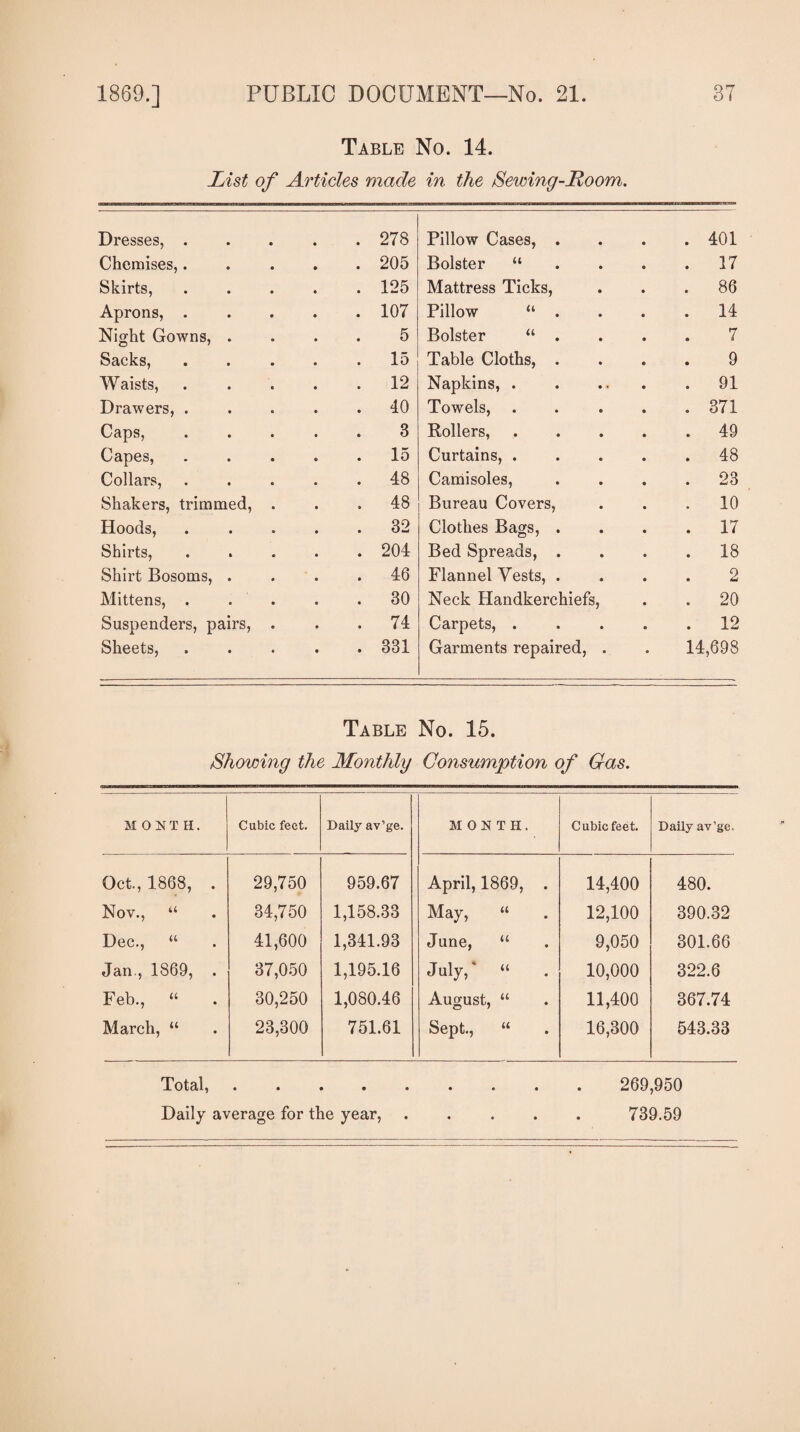 1869.] PUBLIC DOCUMENT—No. 21. 37
TABLE No. 14.
List of Articles made in the Sewing-Room.
Dresses, . . . . . 278
Chemises, . . . . . 205
Skirts, . . . . . 125
Aprons, . . . . . 107
Night Gowns, . . . . 5
Sacks, . . . . . 15
Waists, . . . . . 12
Drawers, . . . . . 40
Caps, . . . . . 3
Capes, . . . . . 15
Collars, . . . . . 48
Shakers, trimmed, . . . 48
Hoods, . . . . . 32
Shirts, . . . . . 204
Shirt Bosoms, . . . . 46
Mittens, . . . . . 30
Suspenders, pairs, . . . 74
Sheets, . . . . . 331
Pillow Cases, . . . . 401
Bolster “ . . . . 17
Mattress Ticks, . . . 86
Pillow “ . . . . 14
Bolster “ . . . . 7
Table Cloths, . . . . 9
Napkins, . . . . . 91
Towels, . . . . . 371
Rollers, . . . . . 49
Curtains, . . . . . 48
Camisoles, . . . . 23
Bureau Covers, . . . 10
Clothes Bags, . . . . 17
Bed Spreads, . . . . 18
Flannel Vests, . . . . 2
Neck Handkerchiefs, . . 20
Carpets, . . . . . 12
Garments repaired, . . 14,698
TABLE No. 15.
Showing the Monthly Consumption of Gas.
MONTH. Cubic feet. Daily av’ge. MONTH. Cubic feet. Daily av’ge.
Oct., 1868, . 29,750 959.67 April, 1869, . 14,400 480.
Nov., “ . 34,750 1,158.33 May, “ . 12,100 390.32
Dec., “ . 41,600 1,341.93 June, “ . 9,050 301.66
Jan., 1869, . 37,050 1,195.16 July, “ . 10,000 322.6
Feb., “ . 30,250 1,080.46 August, “ . 11,400 367.74
March, “ . 23,300 751.61 Sept., “ . 16,300 543.33
Total, . . . . . . . . . 269,950
Daily average for the year, . . . . . 739.59